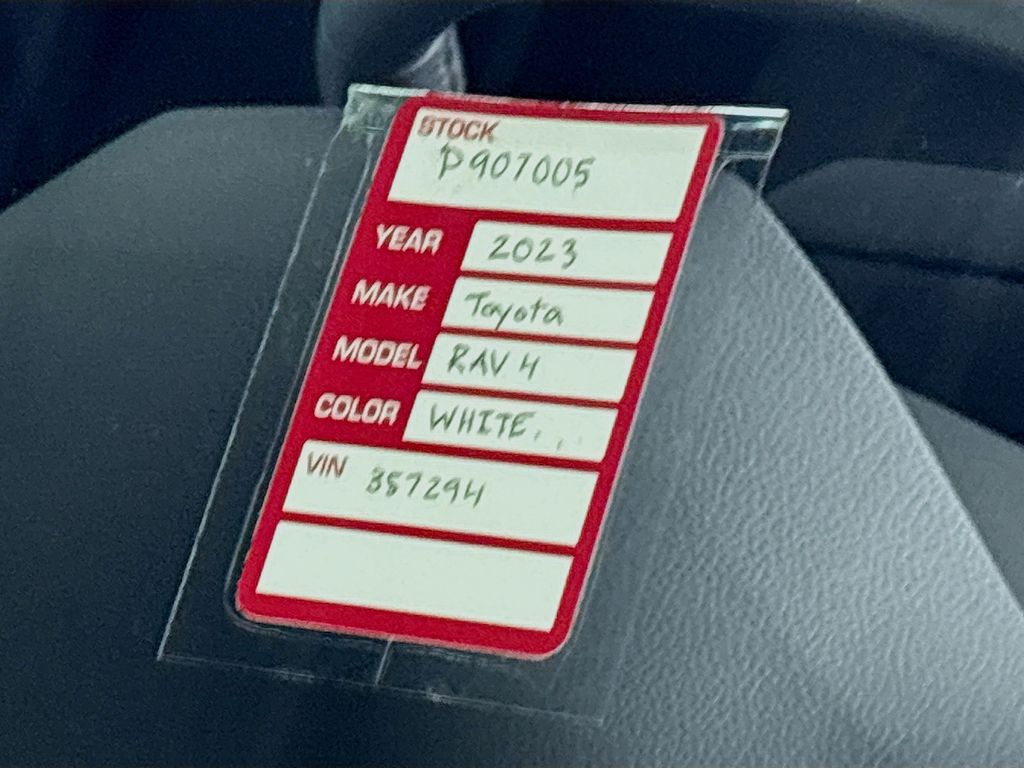 STOCK
P907005
YEAR 2023
MAKE Toyota
MODEL RAV 4
COLOR WHITE
VIN 357294